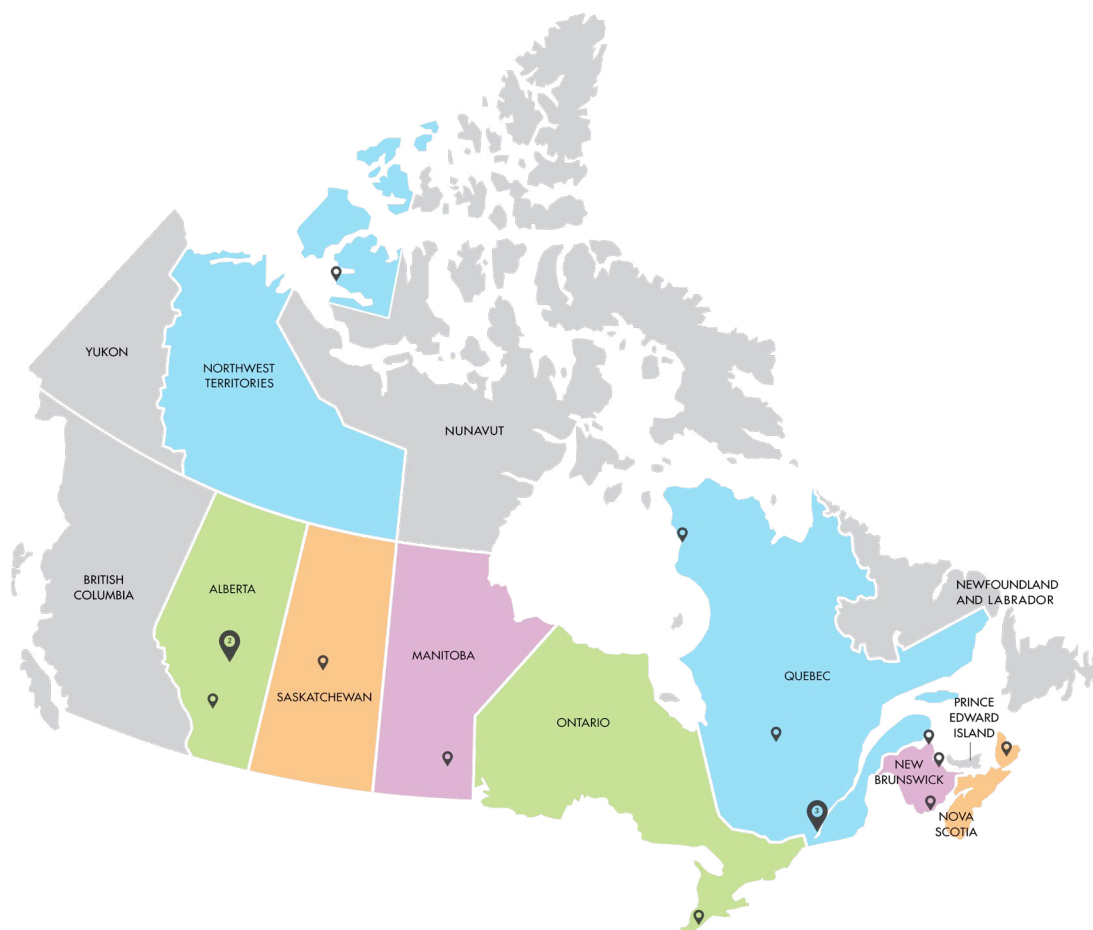 YUKON
NORTHWEST
TERRITORIES
NUNAVUT
BRITISH
COLUMBIA
ALBERTA
2
SASKATCHEWAN
MANITOBA
ONTARIO
QUEBEC
NEWFOUNDLAND
AND LABRADOR
PRINCE
EDWARD
ISLAND
NEW
BRUNSWICK
NOVA
SCOTIA
3